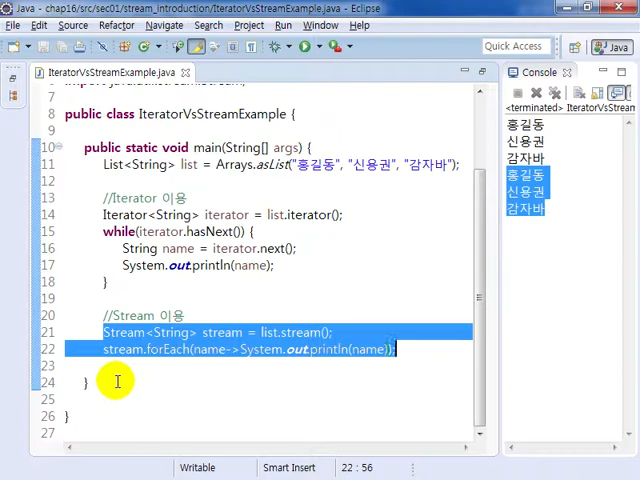 Java - chap16/src/sec01/stream_introduction/IteratorVsStreamExample.java - Eclipse
File Edit Source Refactor Navigate Search Project Run Window Help
Quick Access
Java
IteratorVsStreamExample.java
Console
<terminated> IteratorVsStream
홍길동
신용권
감자바
홍길동
신용권
감자바
7
8 public class IteratorVsStreamExample {
9
10 public static void main(String[] args) {
11 List<String> list = Arrays.asList("홍길동", "신용권", "감자바");
12
13 //Iterator 이용
14 Iterator<String> iterator = list.iterator();
15 while(iterator.hasNext()) {
16 String name = iterator.next();
17 System.out.println(name);
18 }
19
20 //Stream 이용
21 Stream<String> stream = list.stream();
22 stream.forEach(name->System.out.println(name));
23
24 }
25
26 }
27
Writable
Smart Insert
22 : 56